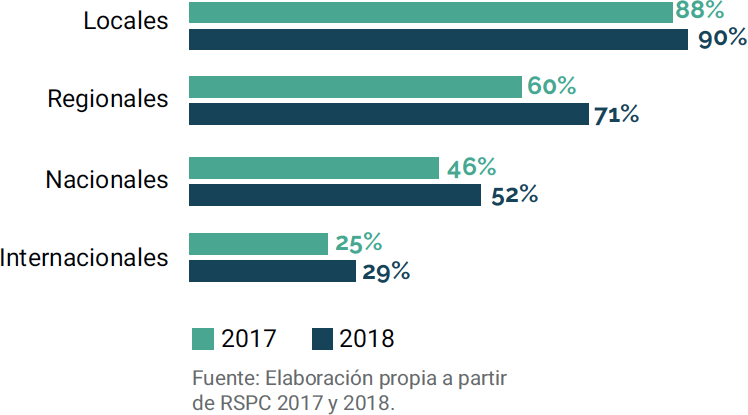 Locales
88%
90%
Regionales
60%
71%
Nacionales
46%
52%
Internacionales
25%
29%
2017
2018
Fuente: Elaboración propia a partir
de RSPC 2017 y 2018.